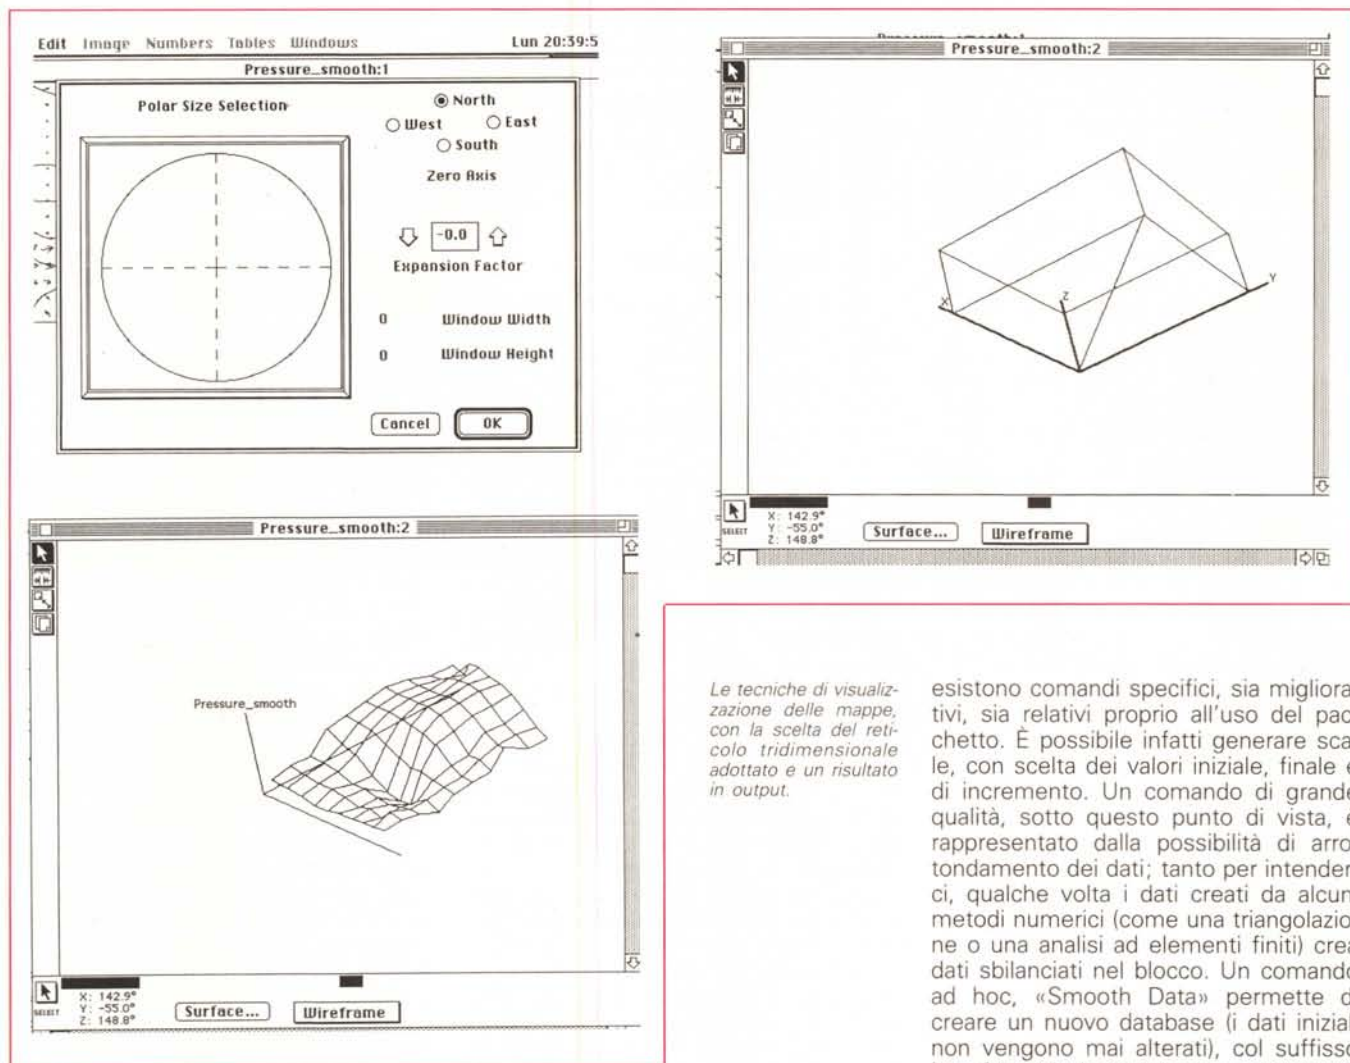 Edit Image Numbers Tables Windows Lun 20:39:5
Pressure_smooth:1
Polar Size Selection
North
West East
South
Zero Axis
-0.0
Expansion Factor
0 Window Width
0 Window Height
Cancel OK
Pressure_smooth:2
X
Z
Y
SELECT
X: 142.9°
Y: -55.0°
Z: 148.8°
Surface... Wireframe
Pressure_smooth:2
Pressure_smooth
SELECT
X: 142.9°
Y: -55.0°
Z: 148.8°
Surface... Wireframe
Le tecniche di visualiz-
zazione delle mappe,
con la scelta del reti-
colo tridimensionale
adottato e un risultato
in output.
esistono comandi specifici, sia migliora
tivi, sia relativi proprio all'uso del pac
chetto. È possibile infatti generare sca
le, con scelta dei valori iniziale, finale e
di incremento. Un comando di grande
qualità, sotto questo punto di vista, è
rappresentato dalla possibilità di arro
tondamento dei dati; tanto per intender
ci, qualche volta i dati creati da alcun
metodi numerici (come una triangolazio
ne o una analisi ad elementi finiti) crea
dati sbilanciati nel blocco. Un comando
ad hoc, «Smooth Data» permette d
creare un nuovo database (i dati inizial
non vengono mai alterati), col suffisso